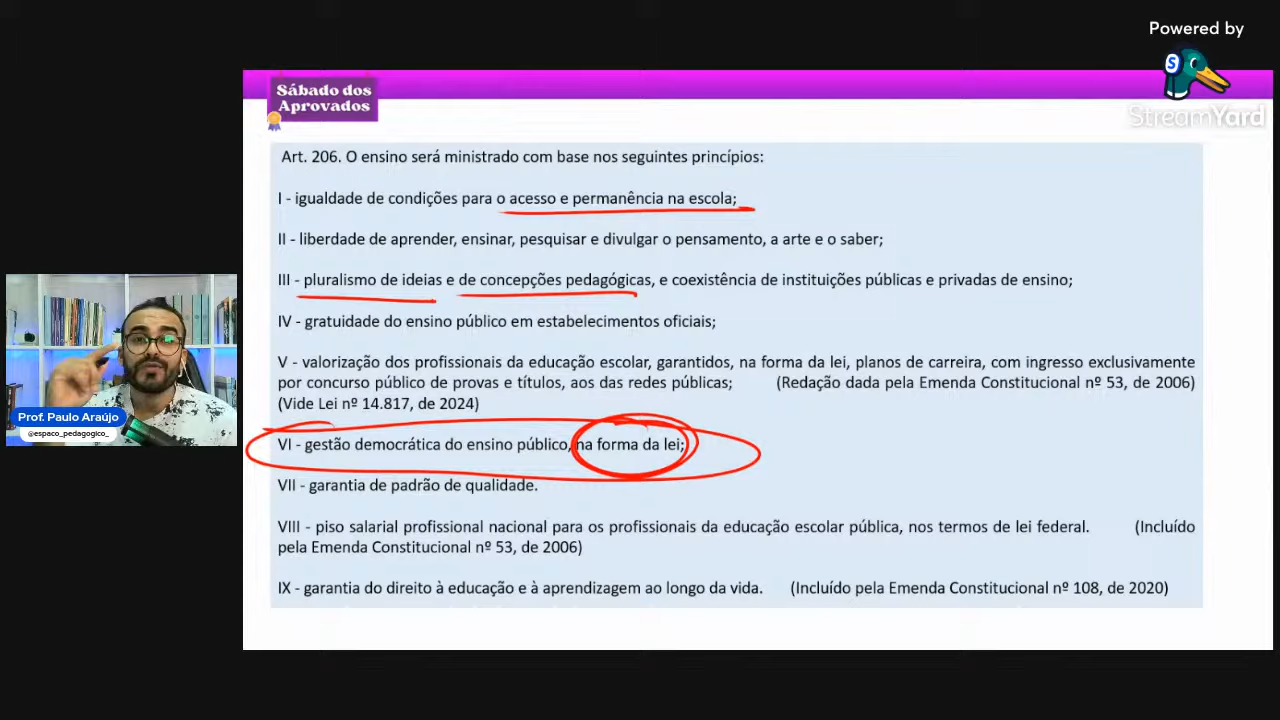 Powered by
StreamYard
Sábado dos
Aprovados
Art. 206. O ensino será ministrado com base nos seguintes princípios:
I - igualdade de condições para o acesso e permanência na escola;
II - liberdade de aprender, ensinar, pesquisar e divulgar o pensamento, a arte e o saber;
III - pluralismo de ideias e de concepções pedagógicas, e coexistência de instituições públicas e privadas de ensino;
IV - gratuidade do ensino público em estabelecimentos oficiais;
V - valorização dos profissionais da educação escolar, garantidos, na forma da lei, planos de carreira, com ingresso exclusivamente
por concurso público de provas e títulos, aos das redes públicas; (Redação dada pela Emenda Constitucional nº 53, de 2006)
(Vide Lei nº 14.817, de 2024)
VI - gestão democrática do ensino público, na forma da lei;
VII - garantia de padrão de qualidade.
VIII - piso salarial profissional nacional para os profissionais da educação escolar pública, nos termos de lei federal. (Incluído
pela Emenda Constitucional nº 53, de 2006)
IX - garantia do direito à educação e à aprendizagem ao longo da vida. (Incluído pela Emenda Constitucional nº 108, de 2020)
Prof. Paulo Araújo
@espaco_pedagogico_